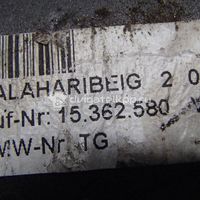 ALAHARIBEIG 2 0
uf-Nr: 15.362.580
MW-Nr. TG